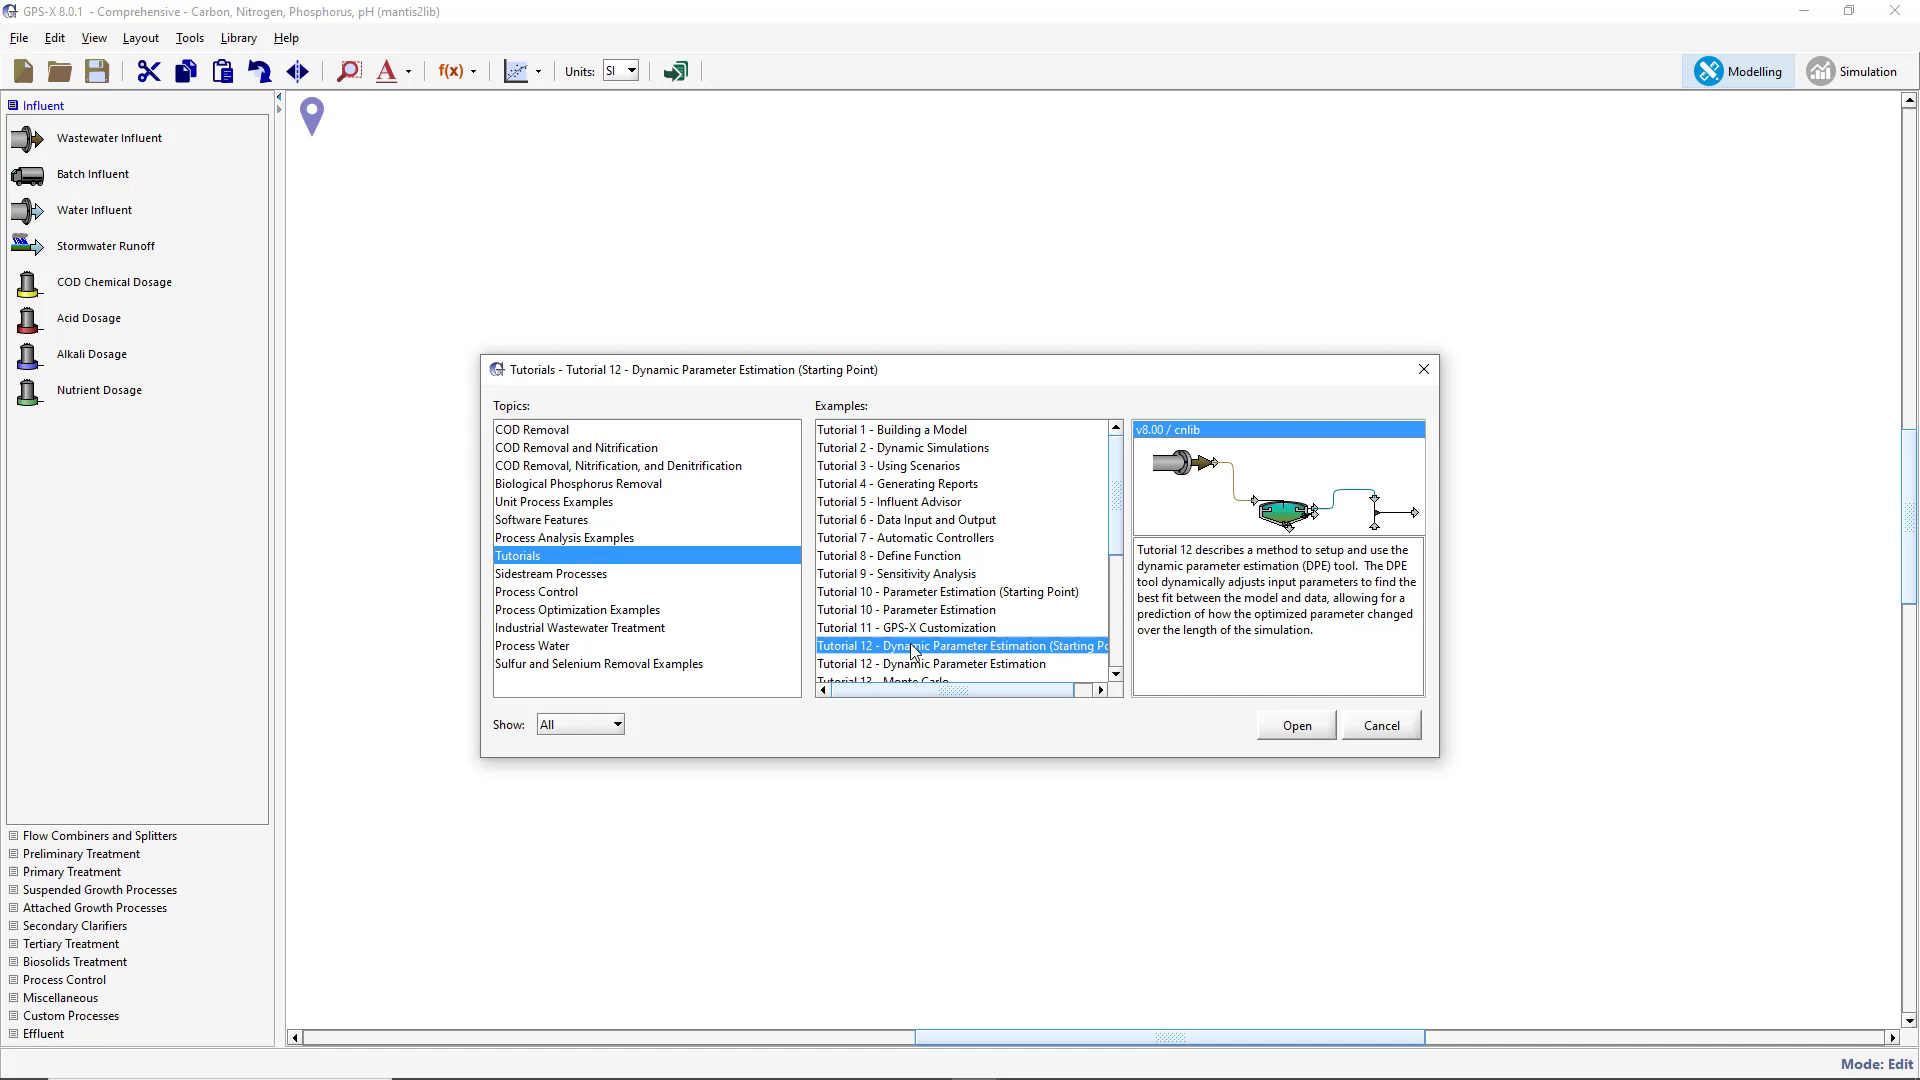 GPS-X 8.0.1 - Comprehensive - Carbon, Nitrogen, Phosphorus, pH (mantis2lib)
File Edit View Layout Tools Library Help
A f(x) Units: SI Modelling Simulation
Influent
Wastewater Influent
Batch Influent
Water Influent
Stormwater Runoff
COD Chemical Dosage
Acid Dosage
Alkali Dosage
Nutrient Dosage
Flow Combiners and Splitters
Preliminary Treatment
Primary Treatment
Suspended Growth Processes
Attached Growth Processes
Secondary Clarifiers
Tertiary Treatment
Biosolids Treatment
Process Control
Miscellaneous
Custom Processes
Effluent
Tutorials - Tutorial 12 - Dynamic Parameter Estimation (Starting Point)
Topics:
COD Removal
COD Removal and Nitrification
COD Removal, Nitrification, and Denitrification
Biological Phosphorus Removal
Unit Process Examples
Software Features
Process Analysis Examples
Tutorials
Sidestream Processes
Process Control
Process Optimization Examples
Industrial Wastewater Treatment
Process Water
Sulfur and Selenium Removal Examples
Examples:
Tutorial 1 - Building a Model
Tutorial 2 - Dynamic Simulations
Tutorial 3 - Using Scenarios
Tutorial 4 - Generating Reports
Tutorial 5 - Influent Advisor
Tutorial 6 - Data Input and Output
Tutorial 7 - Automatic Controllers
Tutorial 8 - Define Function
Tutorial 9 - Sensitivity Analysis
Tutorial 10 - Parameter Estimation (Starting Point)
Tutorial 10 - Parameter Estimation
Tutorial 11 - GPS-X Customization
Tutorial 12 - Dynamic Parameter Estimation (Starting Po
Tutorial 12 - Dynamic Parameter Estimation
Tutorial 13 - Monte Carlo
v8.00 / cnlib
Tutorial 12 describes a method to setup and use the
dynamic parameter estimation (DPE) tool. The DPE
tool dynamically adjusts input parameters to find the
best fit between the model and data, allowing for a
prediction of how the optimized parameter changed
over the length of the simulation.
Show: All
Open Cancel
Mode: Edit